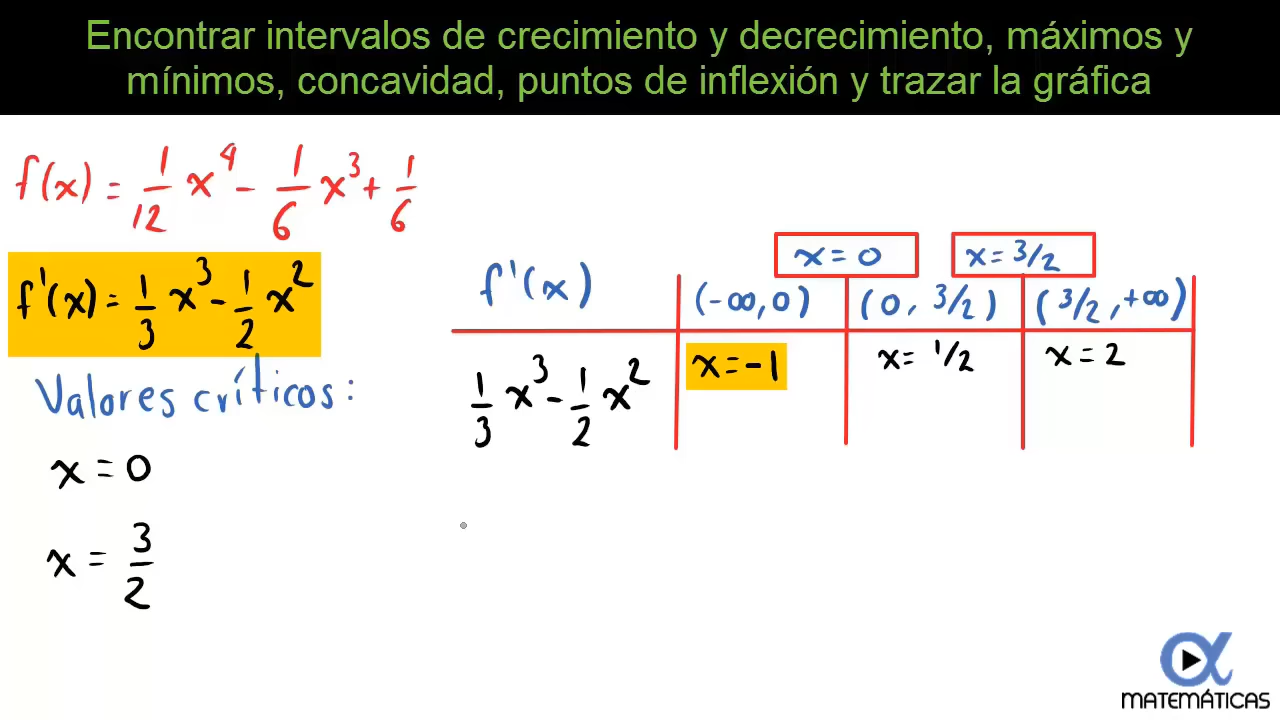 Encontrar intervalos de crecimiento y decrecimiento, máximos y
mínimos, concavidad, puntos de inflexión y trazar la gráfica
f(x) = 1/12 x⁴ - 1/6 x³ + 1/6
f'(x) = 1/3 x³ - 1/2 x²
Valores críticos:
x = 0
x = 3/2
x = 0 x = 3/2
f'(x) (-∞, 0) (0, 3/2) (3/2, +∞)
1/3 x³ - 1/2 x² x = -1 x = 1/2 x = 2
MATEMÁTICAS